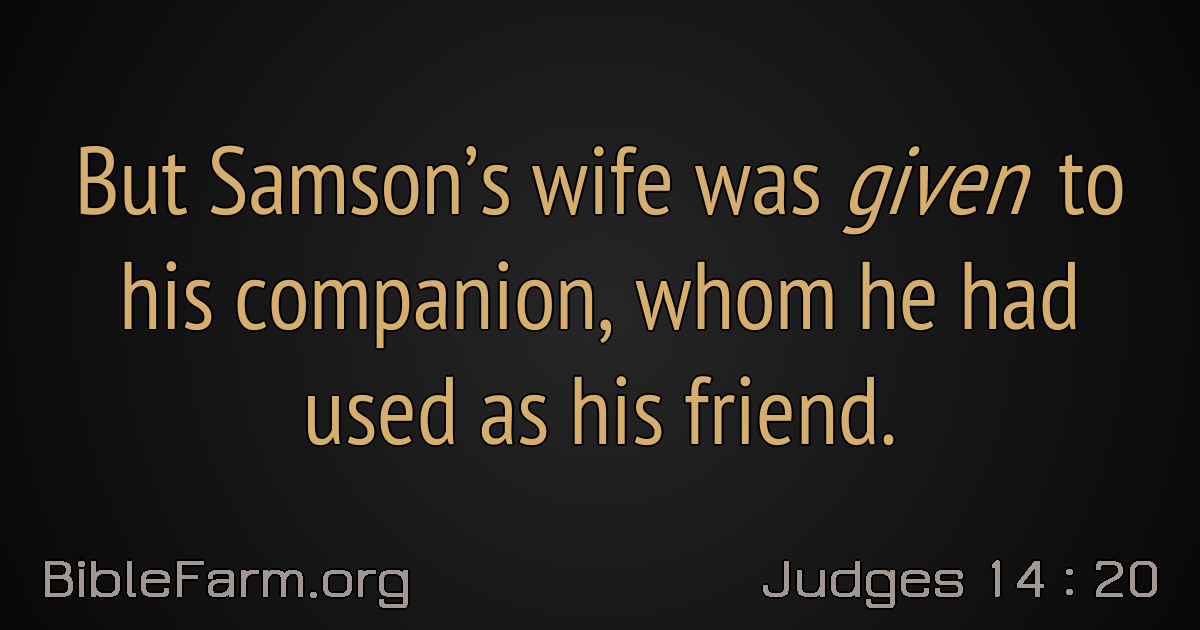 But Samson’s wife was given to
his companion, whom he had
used as his friend.
BibleFarm.org
Judges 14 : 20